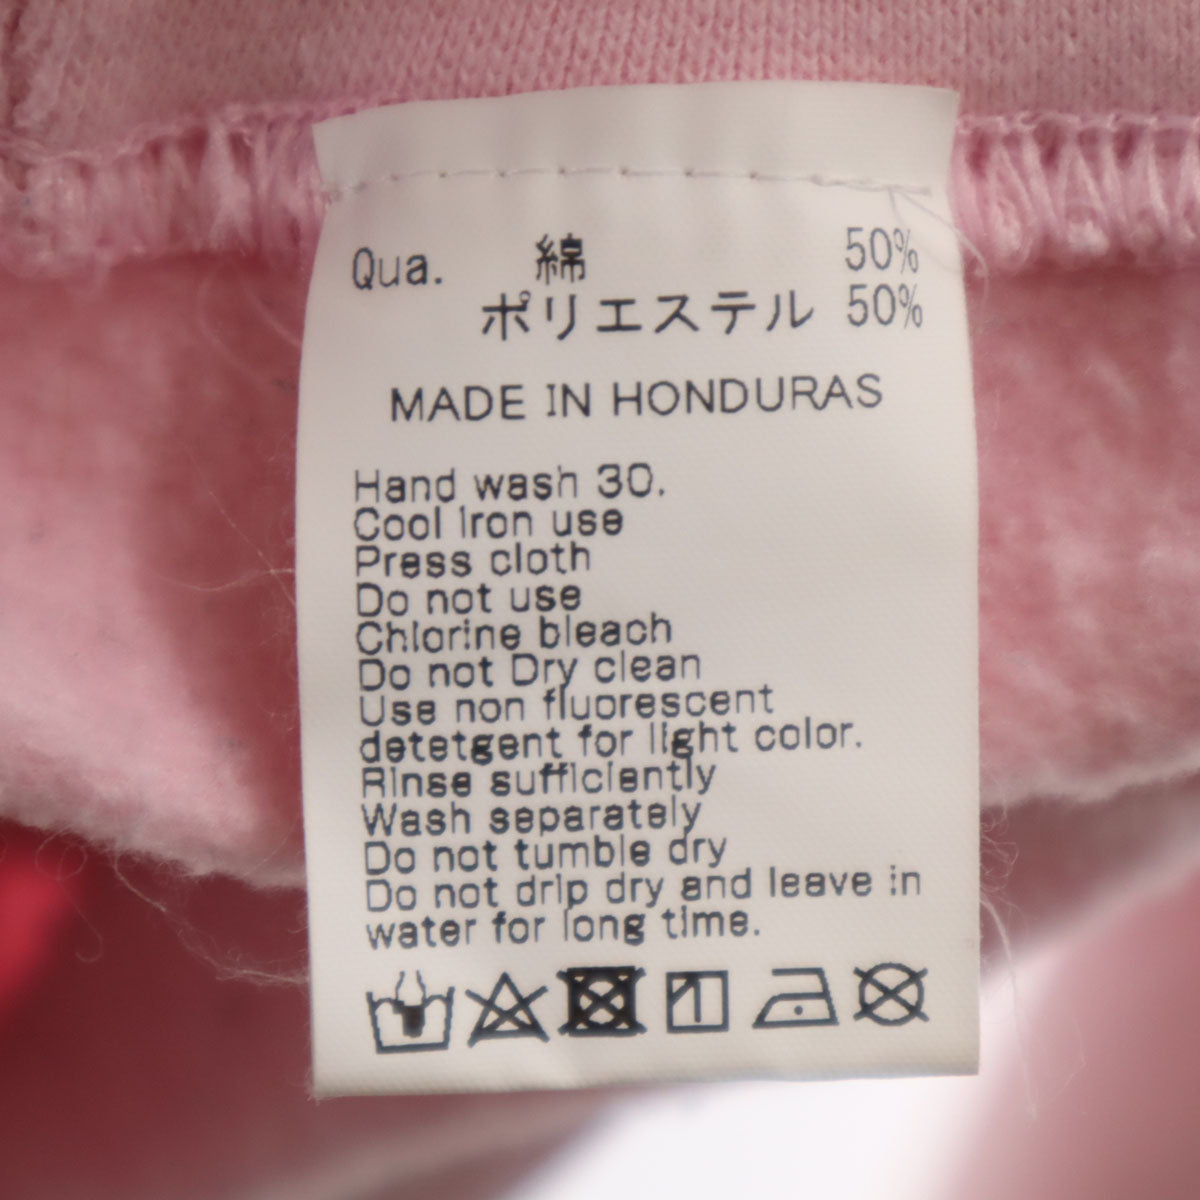 Qua. 綿 50%
ポリエステル 50%
MADE IN HONDURAS
Hand wash 30.
Cool iron use
Press cloth
Do not use
Chlorine bleach
Do not Dry clean
Use non fluorescent
detetgent for light color.
Rinse sufficiently
Wash separately
Do not tumble dry
Do not drip dry and leave in
water for long time.